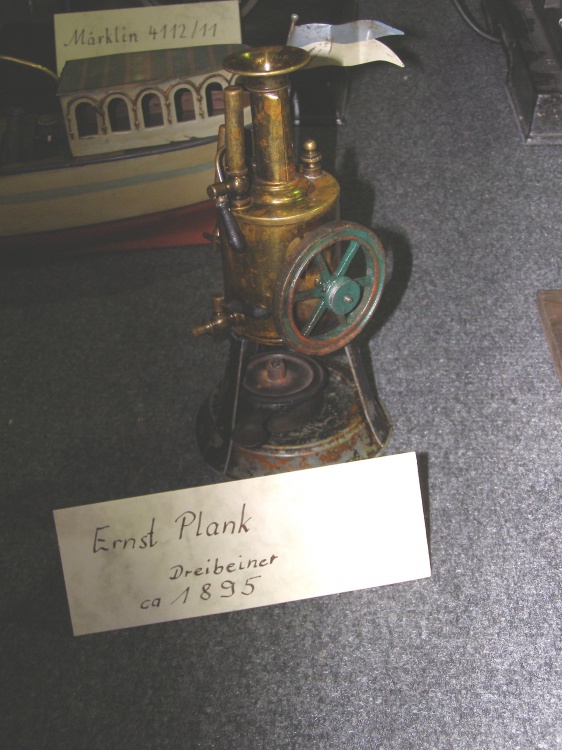 Märklin 4112/11
Ernst Plank
Dreibeiner
ca 1895